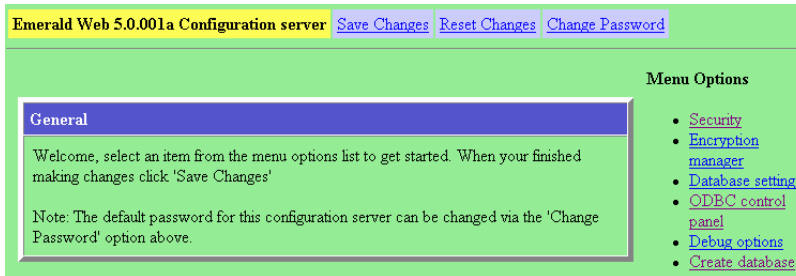 Emerald Web 5.0.001a Configuration server Save Changes Reset Changes Change Password
Menu Options
General
Welcome, select an item from the menu options list to get started. When your finished
making changes click 'Save Changes'
Note: The default password for this configuration server can be changed via the 'Change
Password' option above.
Security
Encryption
manager
Database setting
ODBC control
panel
Debug options
Create database